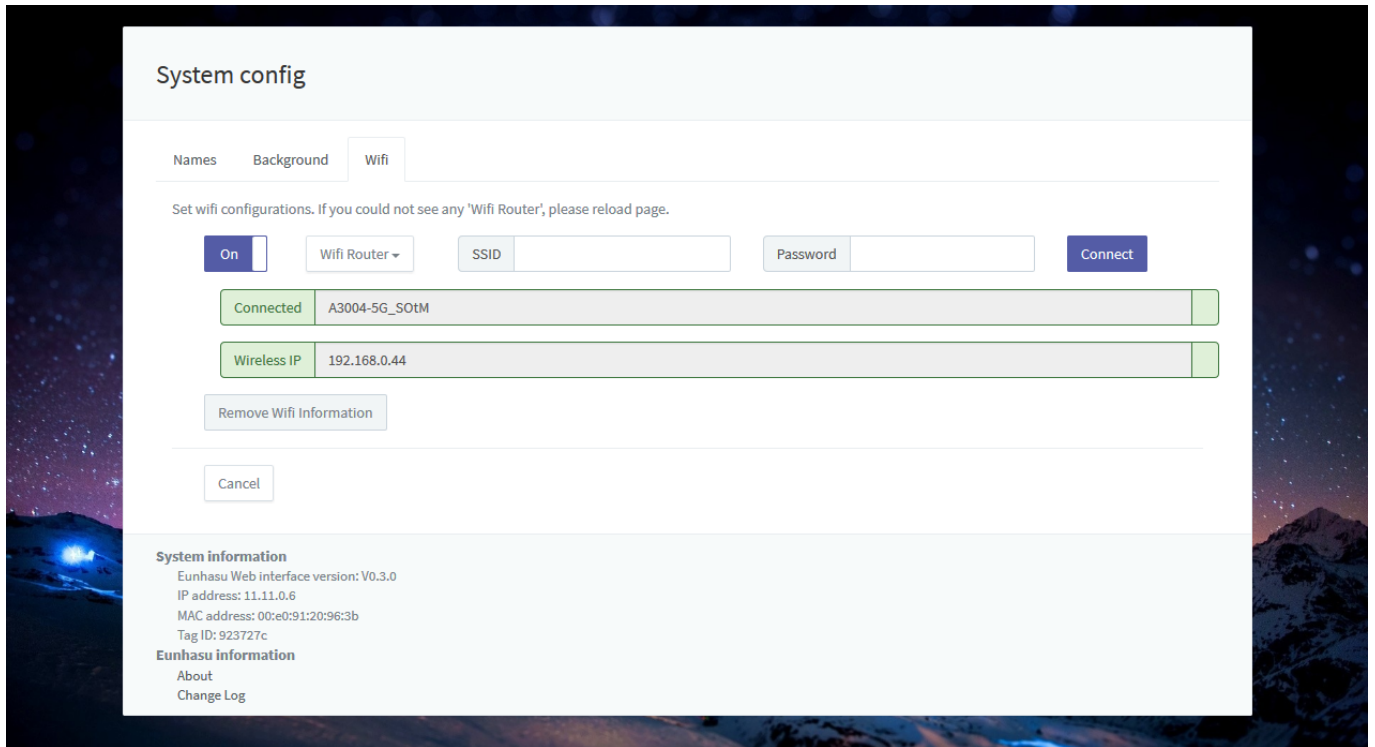 System config
Names Background Wifi
Set wifi configurations. If you could not see any 'Wifi Router', please reload page.
On Wifi Router SSID Password Connect
Connected A3004-5G_SOtM
Wireless IP 192.168.0.44
Remove Wifi Information
Cancel
System information
Eunhasu Web interface version: V0.3.0
IP address: 11.11.0.6
MAC address: 00:e0:91:20:96:3b
Tag ID: 923727c
Eunhasu information
About
Change Log